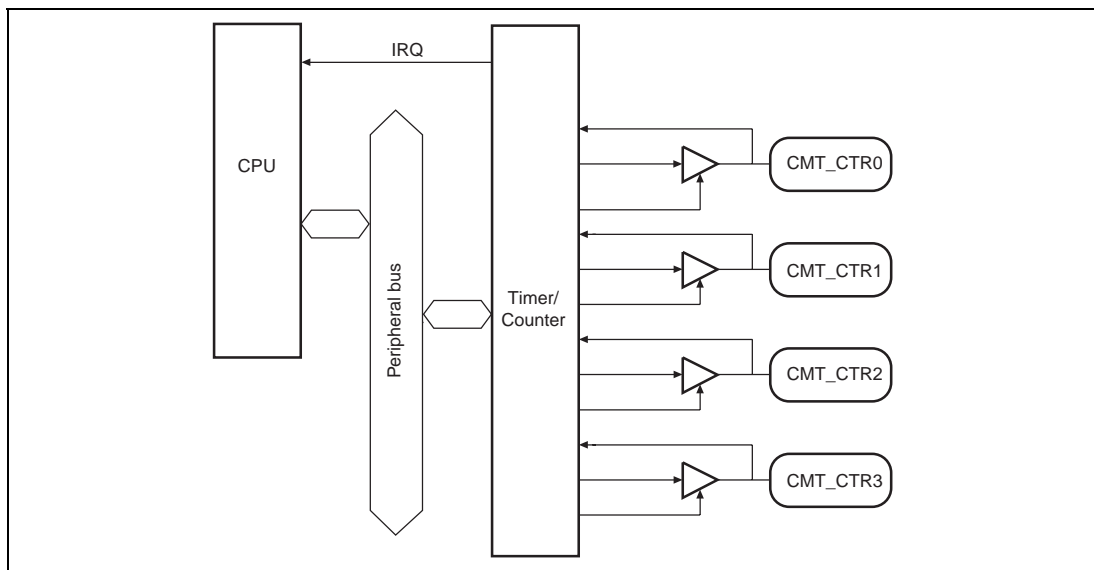 IRQ
CPU
Peripheral bus
Timer/
Counter
CMT_CTR0
CMT_CTR1
CMT_CTR2
CMT_CTR3